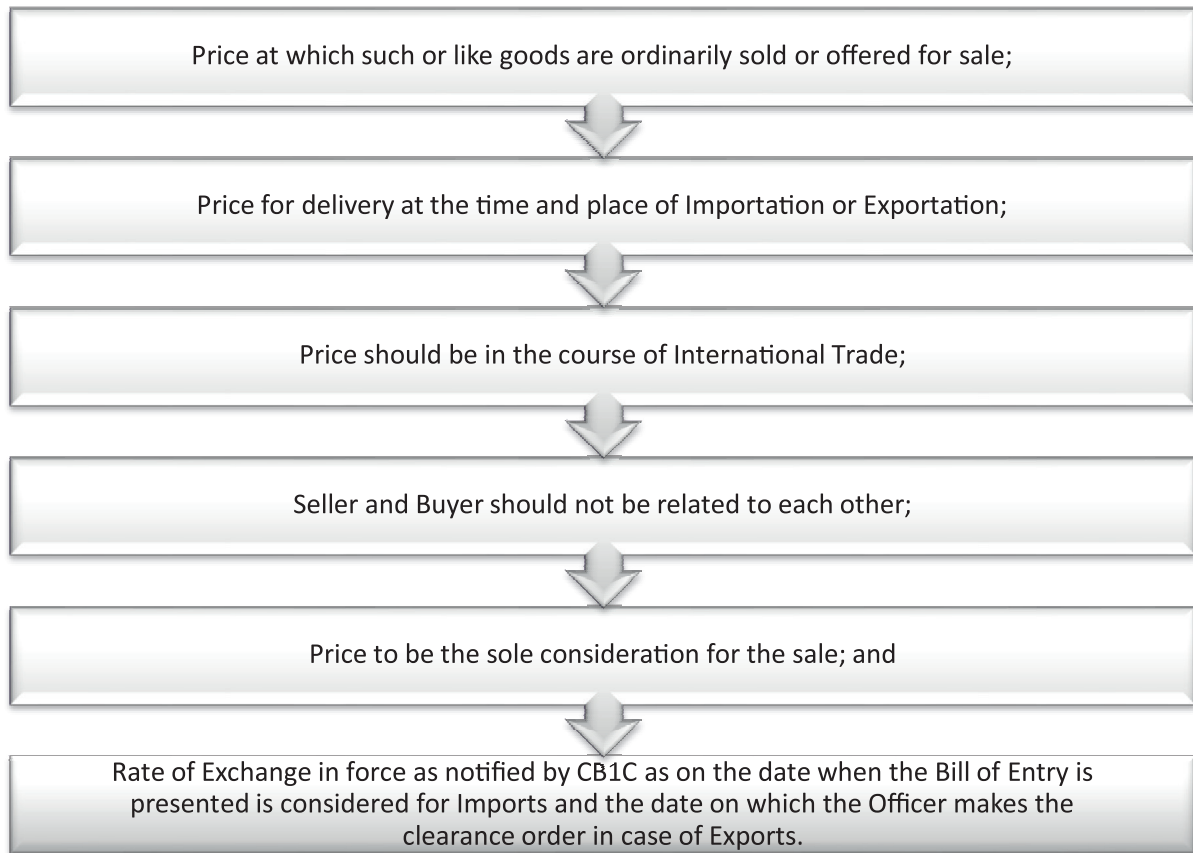 Price at which such or like goods are ordinarily sold or offered for sale;
Price for delivery at the time and place of Importation or Exportation;
Price should be in the course of International Trade;
Seller and Buyer should not be related to each other;
Price to be the sole consideration for the sale; and
Rate of Exchange in force as notified by CB1C as on the date when the Bill of Entry is
presented is considered for Imports and the date on which the Officer makes the
clearance order in case of Exports.